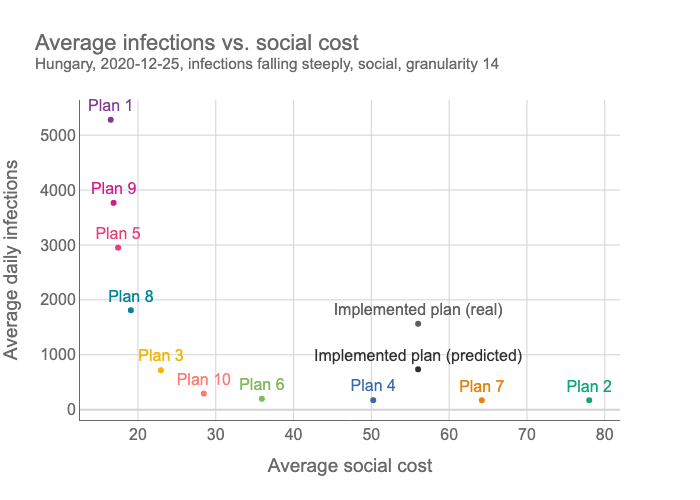 Average infections vs. social cost
Hungary, 2020-12-25, infections falling steeply, social, granularity 14
Average daily infections
5000
4000
3000
2000
1000
0
Plan 1
Plan 9
Plan 5
Plan 8
Implemented plan (real)
Plan 3
Implemented plan (predicted)
Plan 10
Plan 6
Plan 4
Plan 7
Plan 2
20
30
40
50
60
70
80
Average social cost